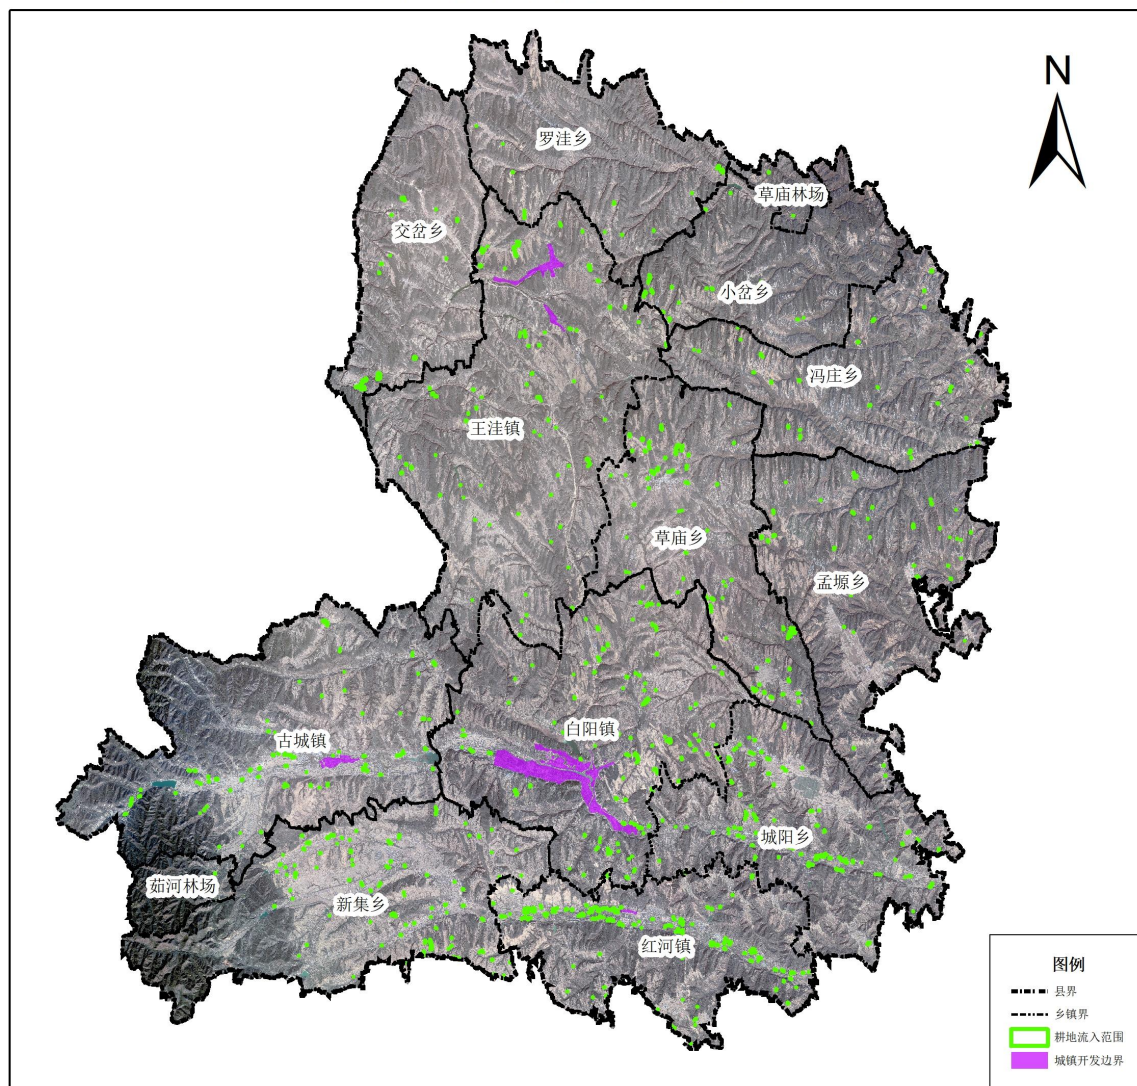 N
罗洼乡
草庙林场
交岔乡
小岔乡
冯庄乡
王洼镇
草庙乡
孟塬乡
白阳镇
古城镇
城阳乡
茹河林场
新集乡
红河镇
图例
县界
乡镇界
耕地流入范围
城镇开发边界